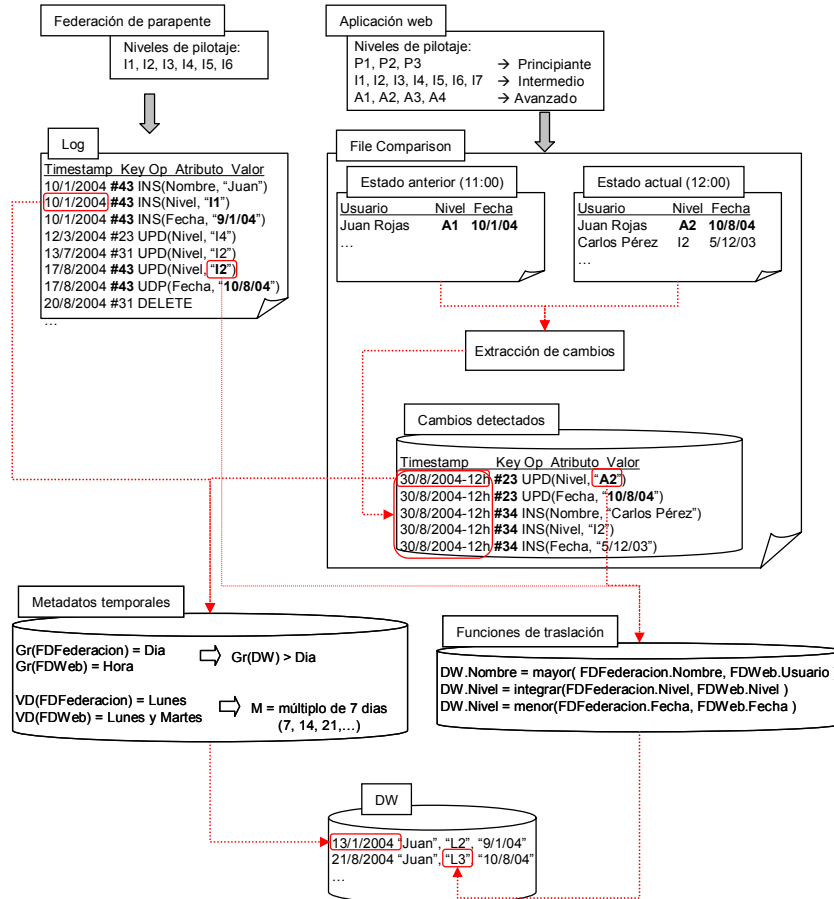 Federación de parapente
Niveles de pilotaje:
I1, I2, I3, I4, I5, I6
Aplicación web
Niveles de pilotaje:
P1, P2, P3 → Principiante
I1, I2, I3, I4, I5, I6, I7 → Intermedio
A1, A2, A3, A4 → Avanzado
Log
Timestamp Key Op Atributo Valor
10/1/2004 #43 INS(Nombre, “Juan”)
10/1/2004 #43 INS(Nivel, “I1”)
10/1/2004 #43 INS(Fecha, “9/1/04”)
12/3/2004 #23 UPD(Nivel, “I4”)
13/7/2004 #31 UPD(Nivel, “I2”)
17/8/2004 #43 UPD(Nivel, “I2”)
17/8/2004 #43 UDP(Fecha, “10/8/04”)
20/8/2004 #31 DELETE
…
File Comparison
Estado anterior (11:00)
Usuario Nivel Fecha
Juan Rojas A1 10/1/04
…
Estado actual (12:00)
Usuario Nivel Fecha
Juan Rojas A2 10/8/04
Carlos Pérez I2 5/12/03
…
Extracción de cambios
Cambios detectados
Timestamp Key Op Atributo Valor
30/8/2004-12h #23 UPD(Nivel, “A2”)
30/8/2004-12h #23 UPD(Fecha, “10/8/04”)
30/8/2004-12h #34 INS(Nombre, “Carlos Pérez”)
30/8/2004-12h #34 INS(Nivel, “I2”)
30/8/2004-12h #34 INS(Fecha, “5/12/03”)
Metadatos temporales
Gr(FDFederacion) = Dia
Gr(FDWeb) = Hora
Gr(DW) > Dia
VD(FDFederacion) = Lunes
VD(FDWeb) = Lunes y Martes
M = múltiplo de 7 dias
(7, 14, 21,…)
Funciones de traslación
DW.Nombre = mayor( FDFederacion.Nombre, FDWeb.Usuario )
DW.Nivel = integrar(FDFederacion.Nivel, FDWeb.Nivel )
DW.Nivel = menor(FDFederacion.Fecha, FDWeb.Fecha )
DW
13/1/2004 “Juan”, “L2”, “9/1/04”
21/8/2004 “Juan”, “L3”, “10/8/04”
…